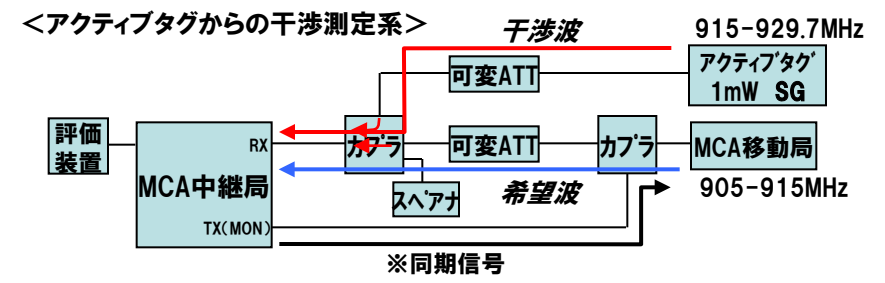 ＜アクティブタグからの干渉測定系＞
干渉波
915-929.7MHz
アクティブタグ
1mW SG
可変ATT
評価
装置
RX
カプラ
可変ATT
カプラ
MCA移動局
MCA中継局
スペアナ
希望波
905-915MHz
TX(MON)
※同期信号